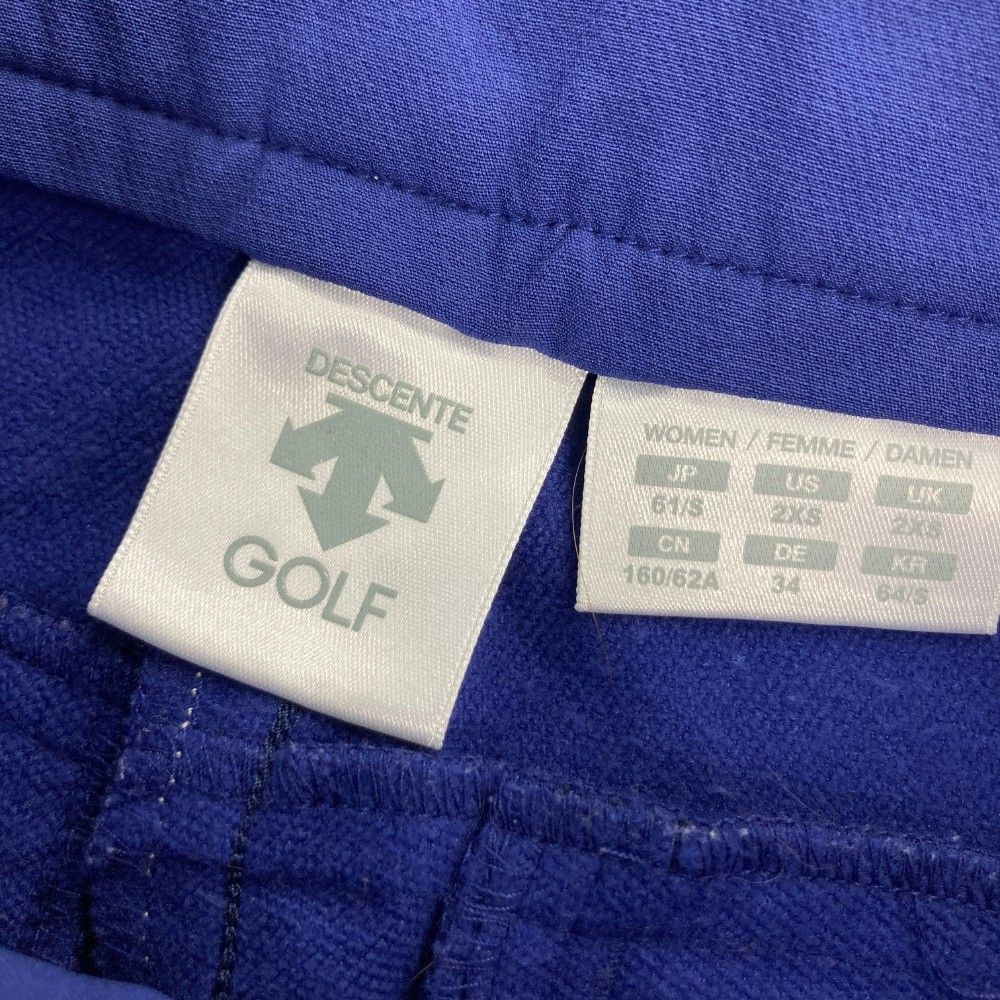 DESCENTE
GOLF
WOMEN / FEMME / DAMEN
JP US UK
61/S 2XS 2XS
CN DE KR
160/62A 34 64/S